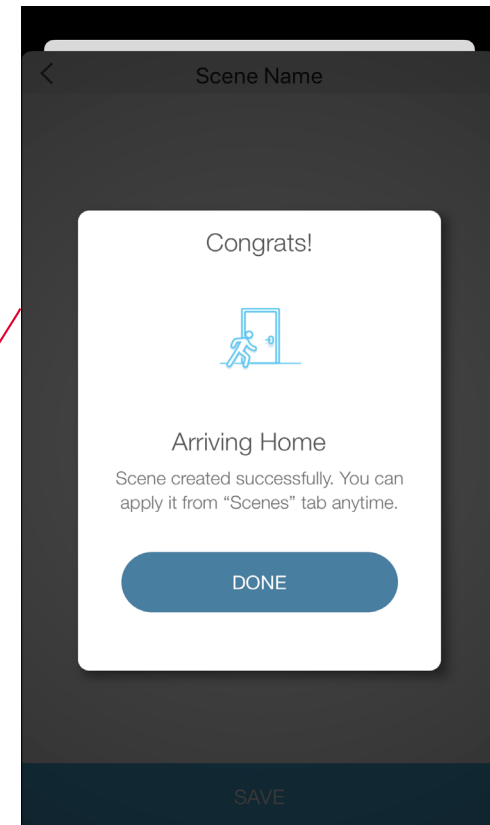 Scene Name
Congrats!
Arriving Home
Scene created successfully. You can
apply it from “Scenes” tab anytime.
DONE
SAVE